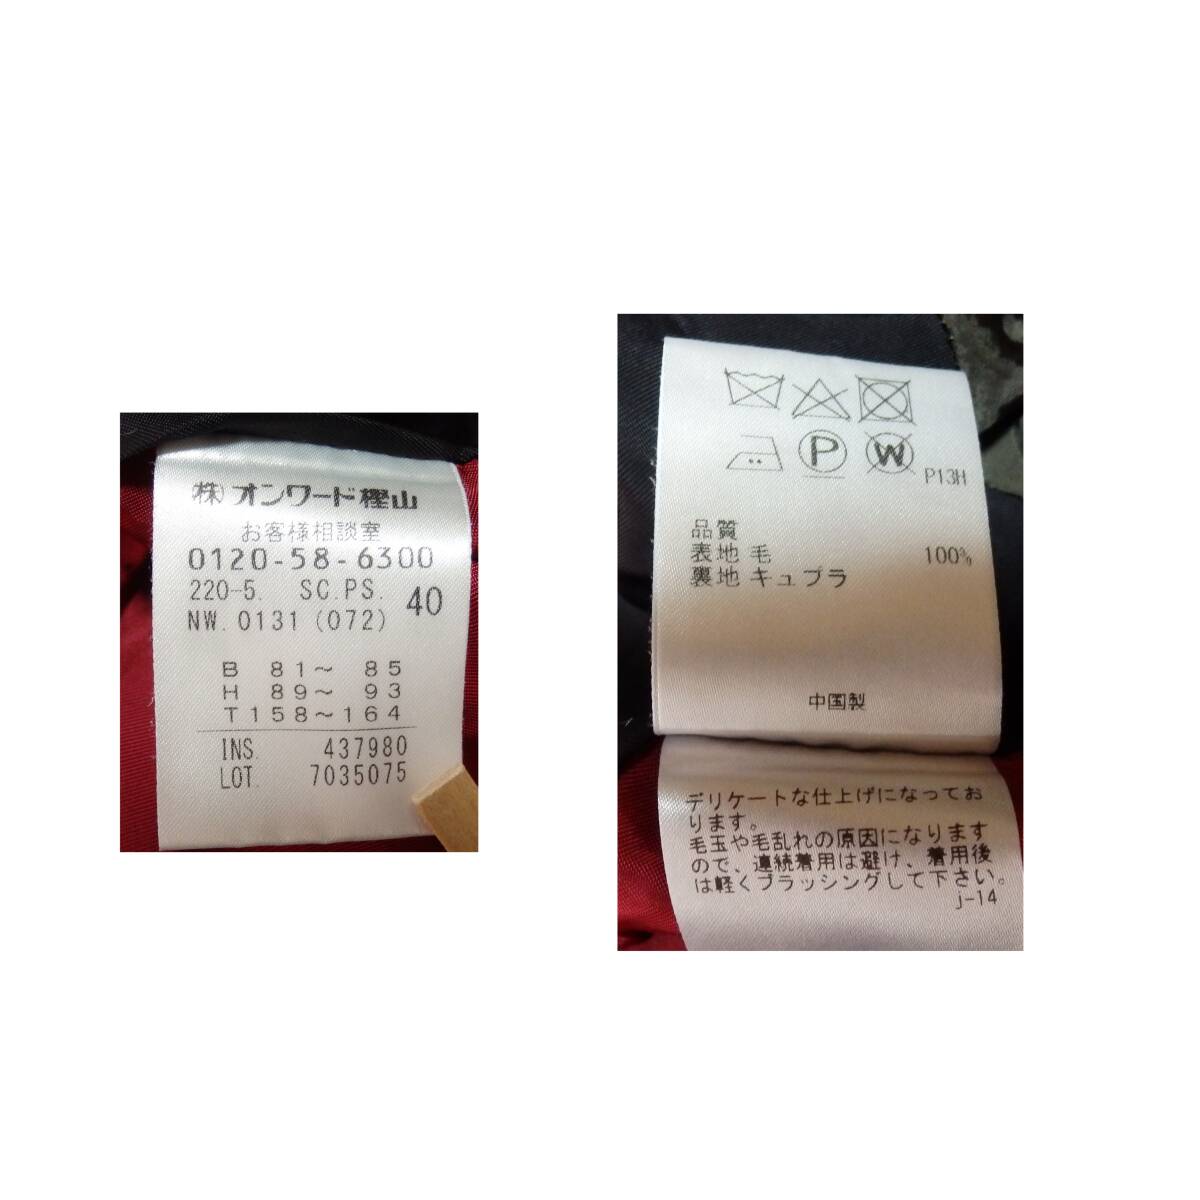 ㈱オンワード樫山
お客様相談室
0120-58-6300
220-5. SC.PS. 40
NW. 0131 (072)
B 81～ 85
H 89～ 93
T158～164
INS. 437980
LOT. 7035075
P W
P13H
品質
表地 毛 100%
裏地 キュプラ
中国製
デリケートな仕上げになってお
ります。
毛玉や毛乱れの原因になります
ので、連続着用は避け、着用後
は軽くブラッシングして下さい。
j-14